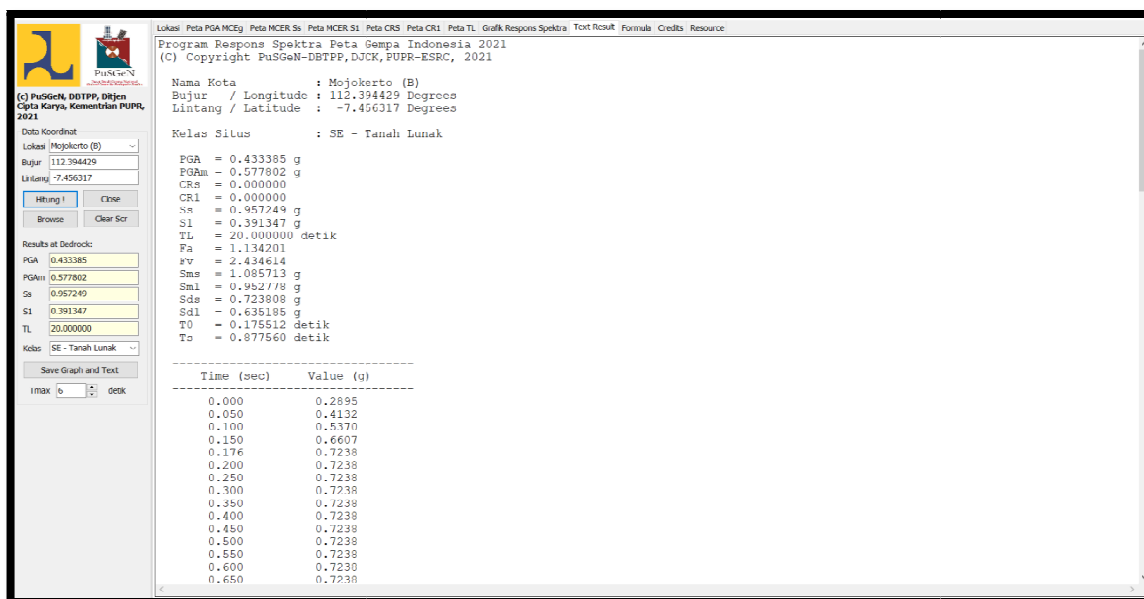 Lokasi Peta PGA MCEg Peta MCER Ss Peta MCER S1 Peta CRS Peta CR1 Peta TL Grafik Respons Spektra Text Result Formula Credits Resource
PuSGeN
(c) PuSGeN, DBTPP, Ditjen
Cipta Karya, Kementrian PUPR,
2021
Data Koordinat
Lokasi Mojokerto (B)
Bujur 112.394429
Lintang -7.456317
Hitung ! Close
Browse Clear Scr
Results at Bedrock:
PGA 0.433385
PGAm 0.577802
Ss 0.957249
S1 0.391347
TL 20.000000
Kelas SE - Tanah Lunak
Save Graph and Text
Tmax 6 detik
Program Respons Spektra Peta Gempa Indonesia 2021
(C) Copyright PuSGeN-DBTPP,DJCK,PUPR-ESRC, 2021
Nama Kota : Mojokerto (B)
Bujur / Longitude : 112.394429 Degrees
Lintang / Latitude : -7.456317 Degrees
Kelas Situs : SE - Tanah Lunak
PGA = 0.433385 g
PGAm = 0.577802 g
CRs = 0.000000
CR1 = 0.000000
Ss = 0.957249 g
S1 = 0.391347 g
TL = 20.000000 detik
Fa = 1.134201
Fv = 2.434614
Sms = 1.085713 g
Sm1 = 0.952778 g
Sds = 0.723808 g
Sd1 = 0.635185 g
T0 = 0.175512 detik
Ts = 0.877560 detik
-----------------------------------
Time (sec) Value (g)
-----------------------------------
0.000 0.2895
0.050 0.4132
0.100 0.5370
0.150 0.6607
0.176 0.7238
0.200 0.7238
0.250 0.7238
0.300 0.7238
0.350 0.7238
0.400 0.7238
0.450 0.7238
0.500 0.7238
0.550 0.7238
0.600 0.7238
0.650 0.7238